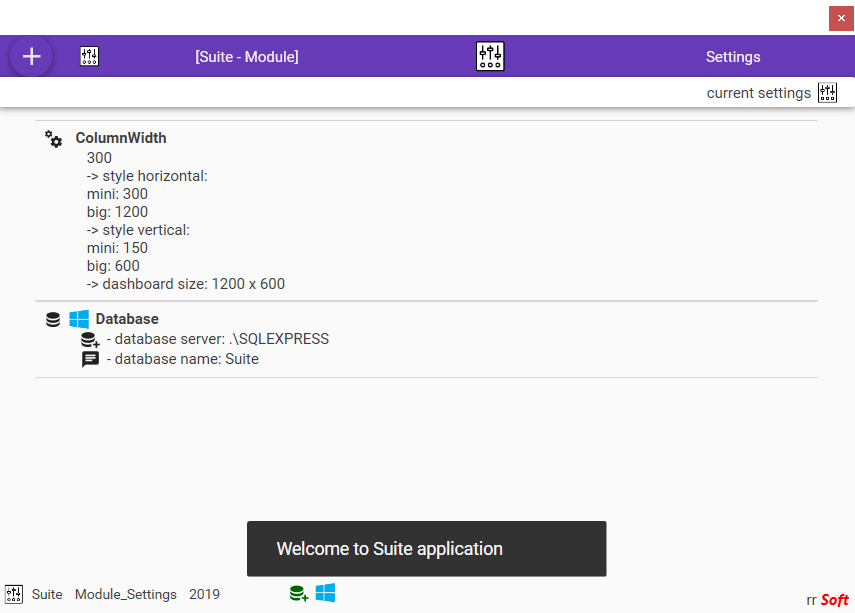 [Suite - Module]
Settings
current settings
ColumnWidth
300
-> style horizontal:
mini: 300
big: 1200
-> style vertical:
mini: 150
big: 600
-> dashboard size: 1200 x 600
Database
- database server: .\SQLEXPRESS
- database name: Suite
Welcome to Suite application
Suite Module_Settings 2019
rr Soft